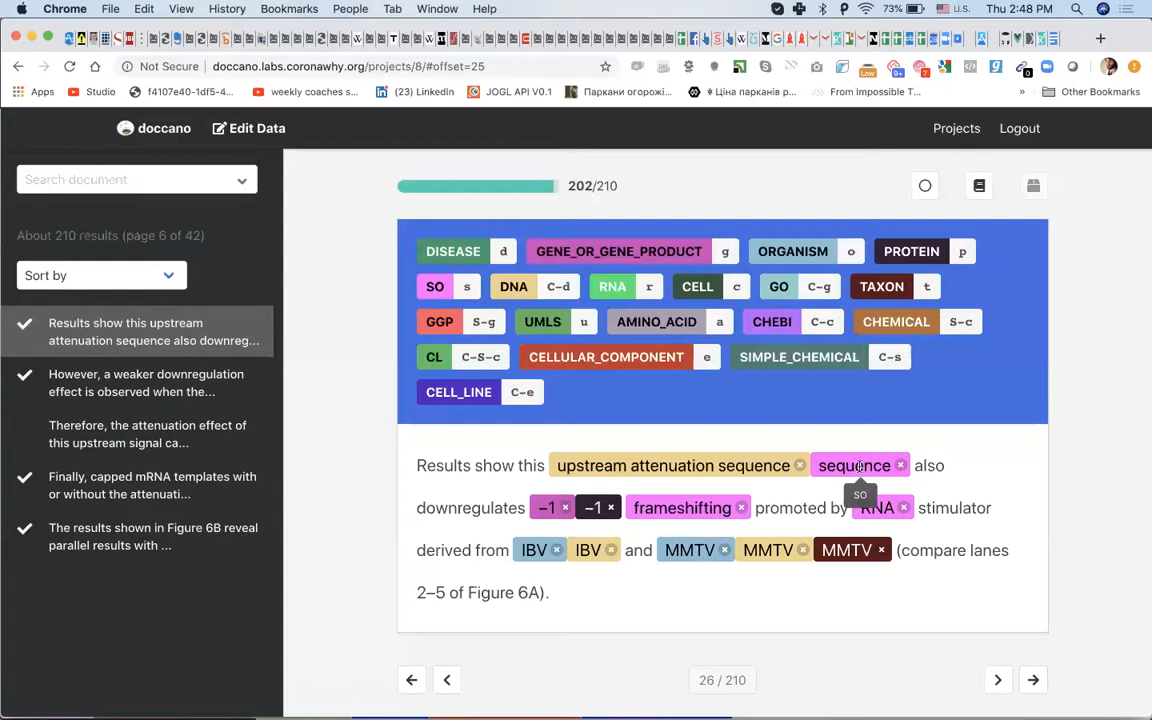 Chrome File Edit View History Bookmarks People Tab Window Help 73% U.S. Thu 2:48 PM
Not Secure doccano.labs.coronawhy.org/projects/8/#offset=25
Apps Studio f4107e40-1df5-4... weekly coaches s... (23) LinkedIn JOGL API V0.1 Паркани огорожі... Ціна парканів р... From Impossible T... » Other Bookmarks
doccano Edit Data Projects Logout
Search document
202/210
About 210 results (page 6 of 42)
Sort by
Results show this upstream
attenuation sequence also downreg...
However, a weaker downregulation
effect is observed when the...
Therefore, the attenuation effect of
this upstream signal ca...
Finally, capped mRNA templates with
or without the attenuati...
The results shown in Figure 6B reveal
parallel results with ...
DISEASE d GENE_OR_GENE_PRODUCT g ORGANISM o PROTEIN p
SO s DNA C-d RNA r CELL c GO C-g TAXON t
GGP S-g UMLS u AMINO_ACID a CHEBI C-c CHEMICAL S-c
CL C-S-c CELLULAR_COMPONENT e SIMPLE_CHEMICAL C-s
CELL_LINE C-e
Results show this upstream attenuation sequence sequence also
SO
downregulates −1 −1 frameshifting promoted by RNA stimulator
derived from IBV IBV and MMTV MMTV MMTV (compare lanes
2–5 of Figure 6A).
26 / 210